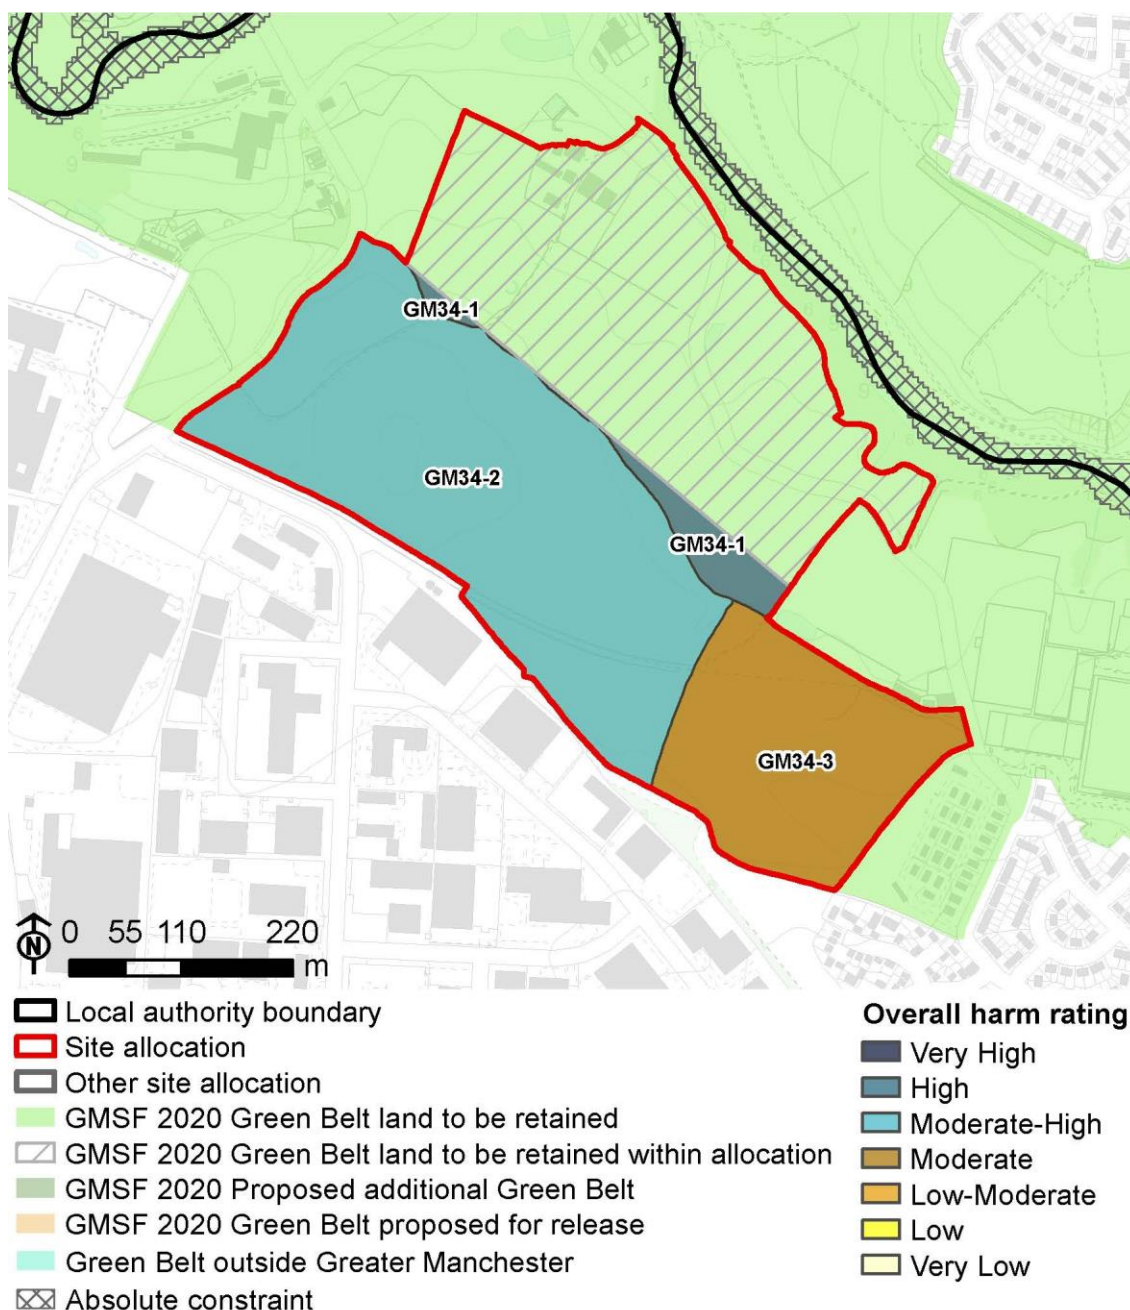 GM34-1
GM34-2
GM34-1
GM34-3
N
0 55 110 220
m
Local authority boundary
Site allocation
Other site allocation
GMSF 2020 Green Belt land to be retained
GMSF 2020 Green Belt land to be retained within allocation
GMSF 2020 Proposed additional Green Belt
GMSF 2020 Green Belt proposed for release
Green Belt outside Greater Manchester
Absolute constraint
Overall harm rating
Very High
High
Moderate-High
Moderate
Low-Moderate
Low
Very Low